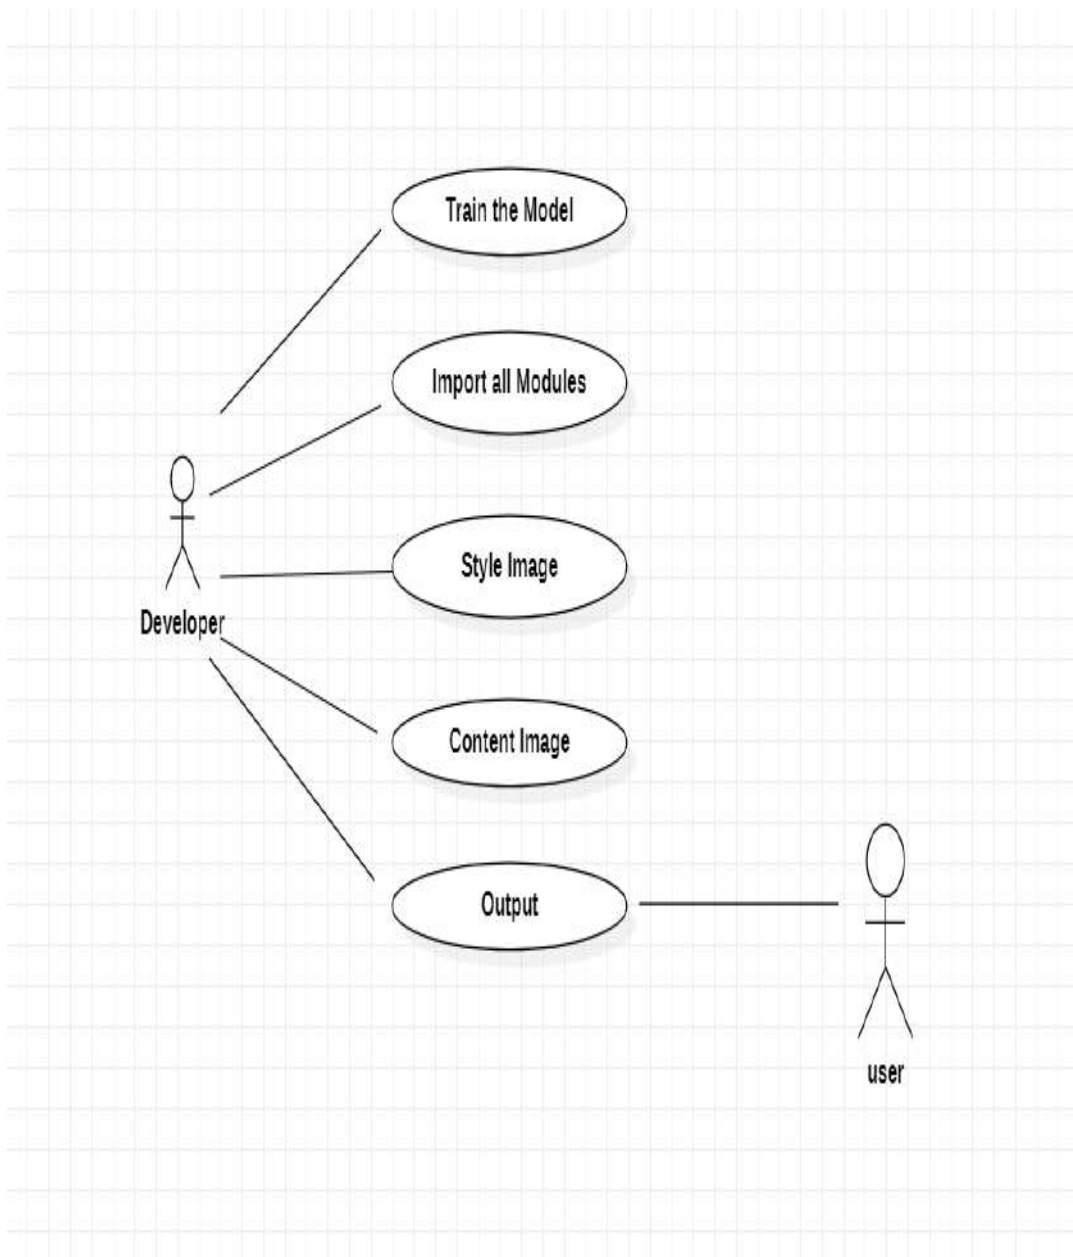 Train the Model
Import all Modules
Style Image
Developer
Content Image
Output
user